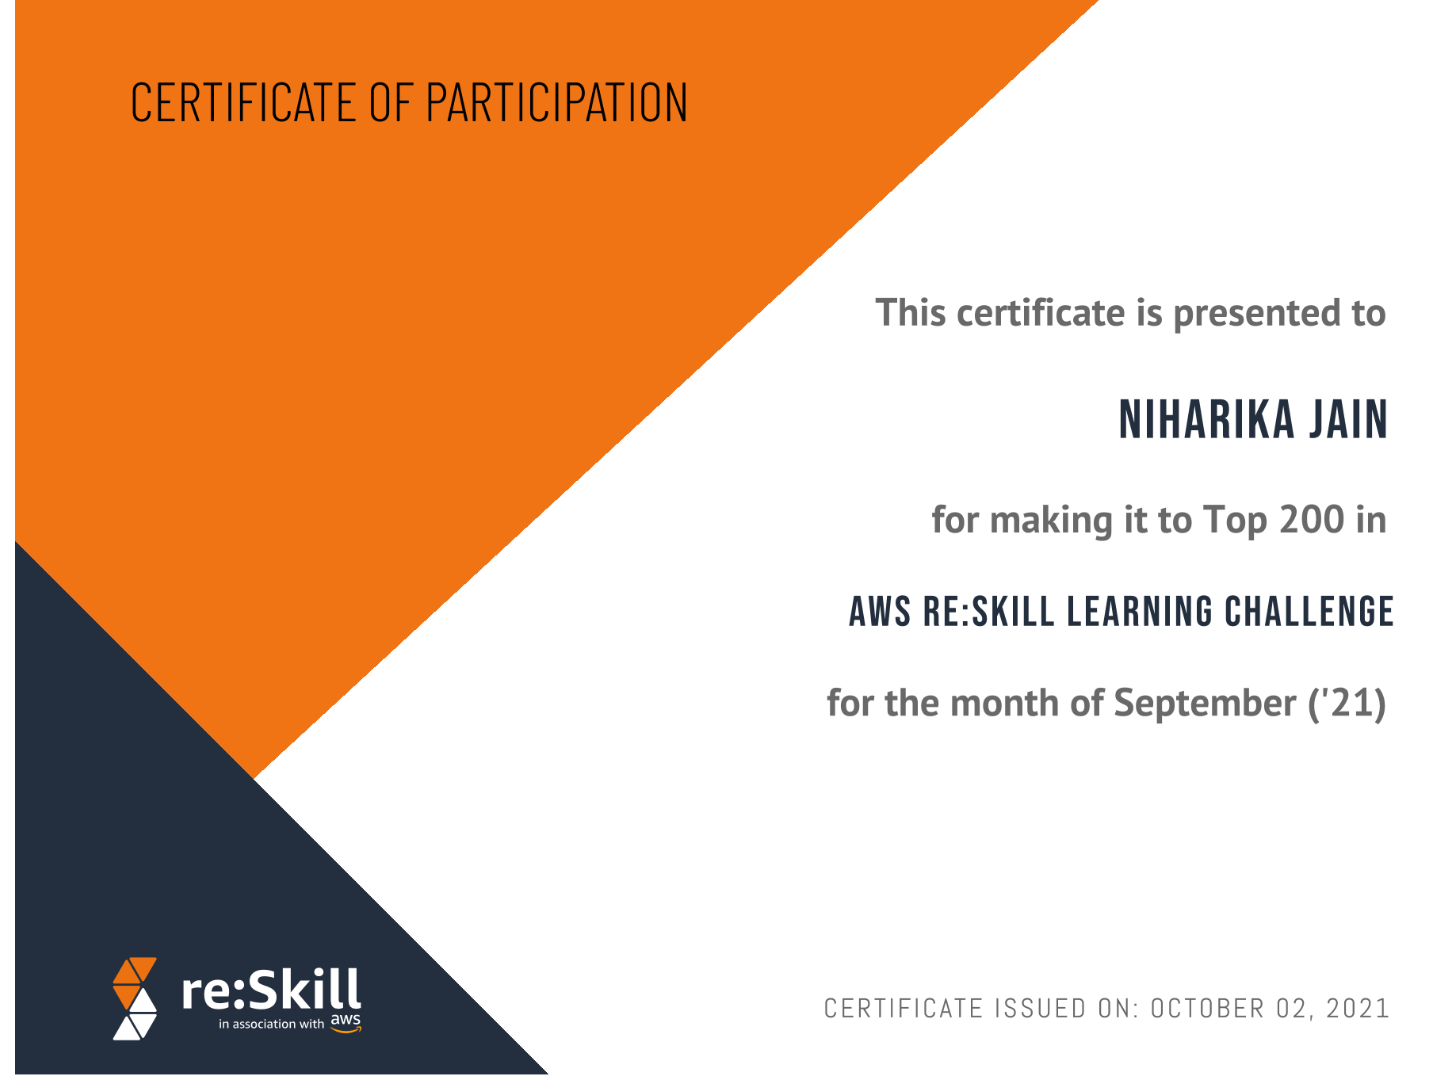 CERTIFICATE OF PARTICIPATION
This certificate is presented to
NIHARIKA JAIN
for making it to Top 200 in
AWS RE:SKILL LEARNING CHALLENGE
for the month of September ('21)
re:Skill
in association with aws
CERTIFICATE ISSUED ON: OCTOBER 02, 2021